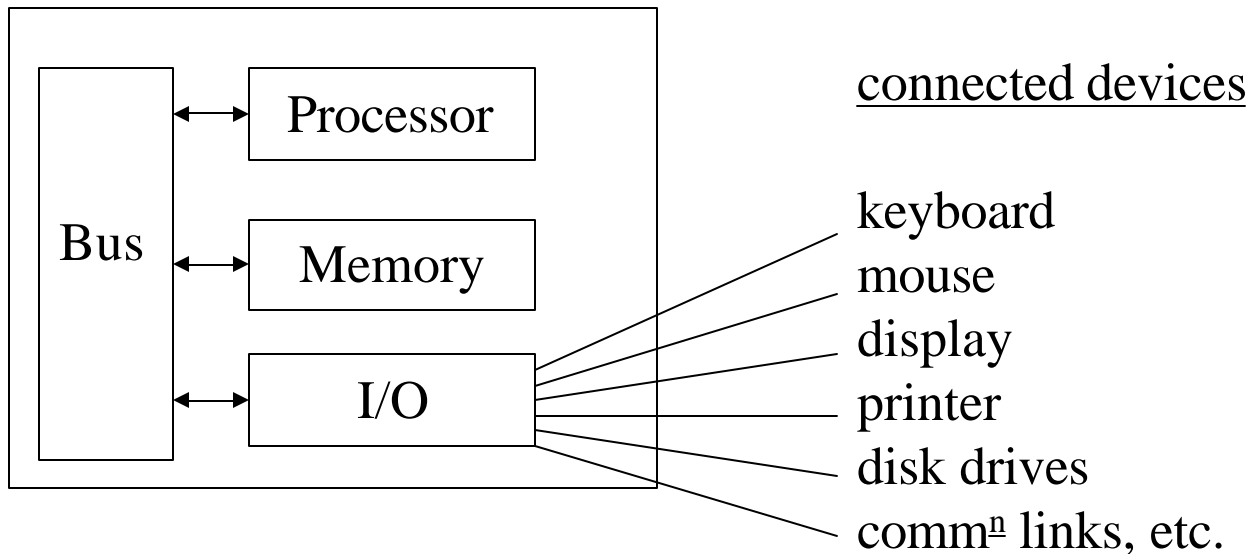 Bus
Processor
Memory
I/O
connected devices
keyboard
mouse
display
printer
disk drives
commⁿ links, etc.